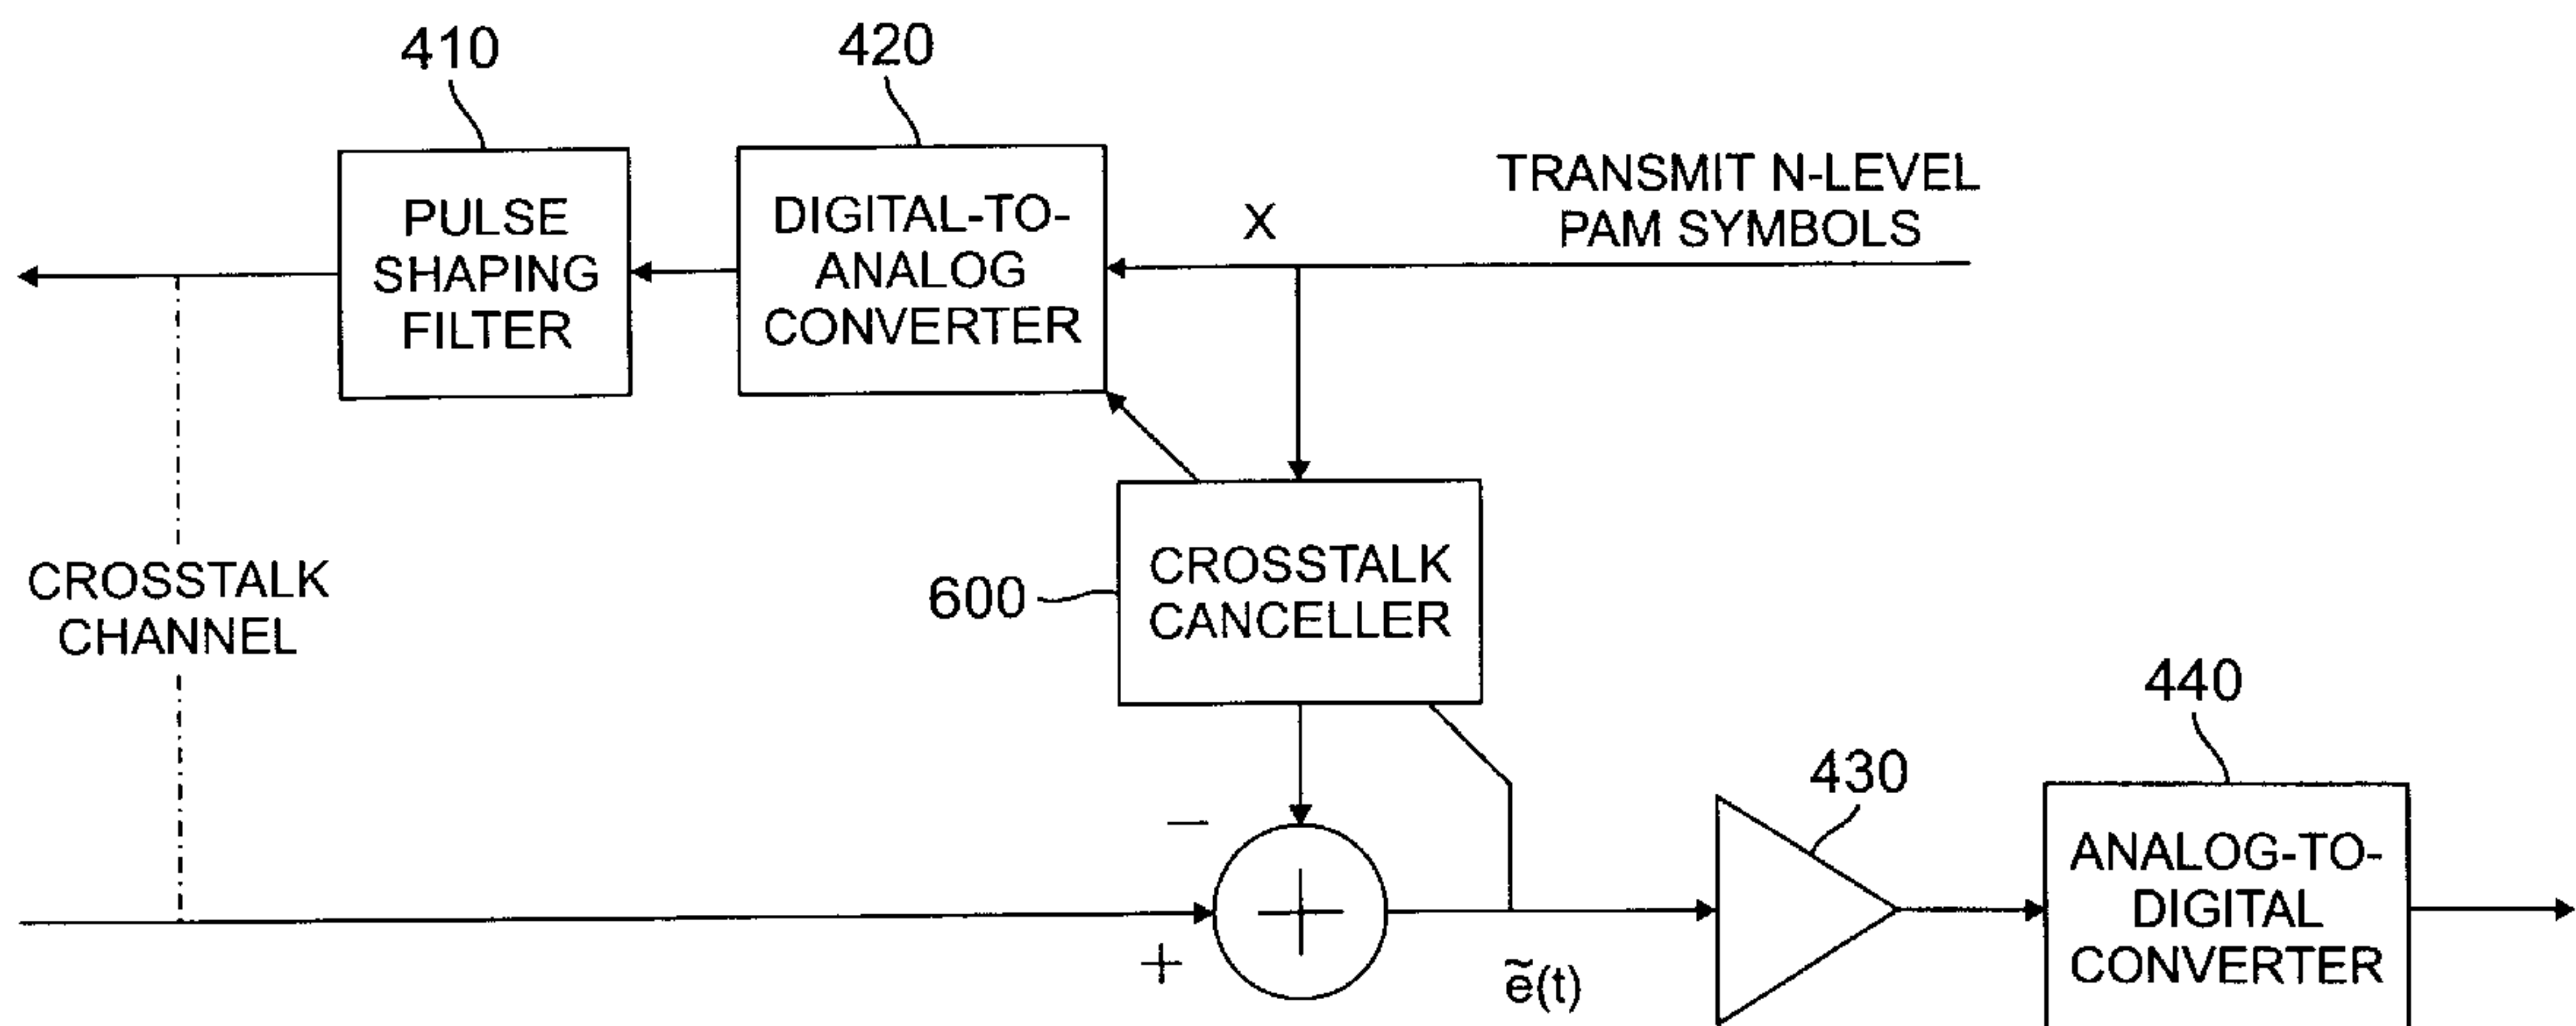 410
420
PULSE
SHAPING
FILTER
DIGITAL-TO-
ANALOG
CONVERTER
X
TRANSMIT N-LEVEL
PAM SYMBOLS
CROSSTALK
CHANNEL
600
CROSSTALK
CANCELLER
−
+
+
ẽ(t)
430
440
ANALOG-TO-
DIGITAL
CONVERTER